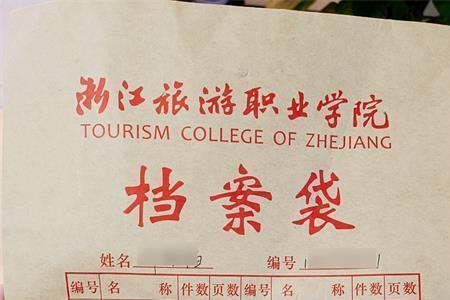 浙江旅游职业学院
TOURISM COLLEGE OF ZHEJIANG
档案袋
姓名 编号
编号 名 称 件数 页数 编号 名 称 件数 页数